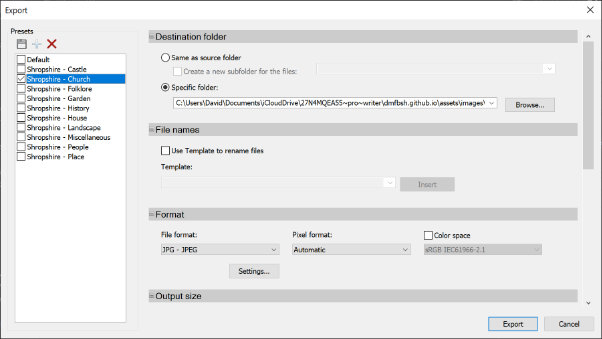 Export
Presets
Default
Shropshire - Castle
Shropshire - Church
Shropshire - Folklore
Shropshire - Garden
Shropshire - History
Shropshire - House
Shropshire - Landscape
Shropshire - Miscellaneous
Shropshire - People
Shropshire - Place
Destination folder
Same as source folder
Create a new subfolder for the files:
Specific folder:
C:\Users\David\Documents\iCloudDrive\27N4MQEA55~pro~writer\dmfbsh.github.io\assets\images\
Browse...
File names
Use Template to rename files
Template:
Insert
Format
File format:
Pixel format:
Color space
JPG - JPEG
Automatic
sRGB IEC61966-2.1
Settings...
Output size
Export
Cancel